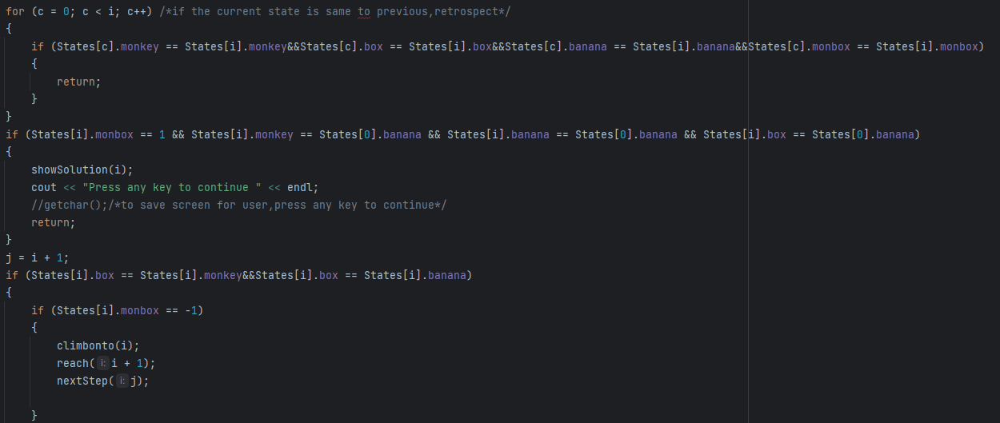 for (c = 0; c < i; c++) /*if the current state is same to previous,retrospect*/
{
    if (States[c].monkey == States[i].monkey&&States[c].box == States[i].box&&States[c].banana == States[i].banana&&States[c].monbox == States[i].monbox)
    {
        return;
    }
}
if (States[i].monbox == 1 && States[i].monkey == States[0].banana && States[i].banana == States[0].banana && States[i].box == States[0].banana)
{
    showSolution(i);
    cout << "Press any key to continue " << endl;
    //getchar();/*to save screen for user,press any key to continue*/
    return;
}
j = i + 1;
if (States[i].box == States[i].monkey&&States[i].box == States[i].banana)
{
    if (States[i].monbox == -1)
    {
        climbonto(i);
        reach(i: i + 1);
        nextStep(i: j);
    }